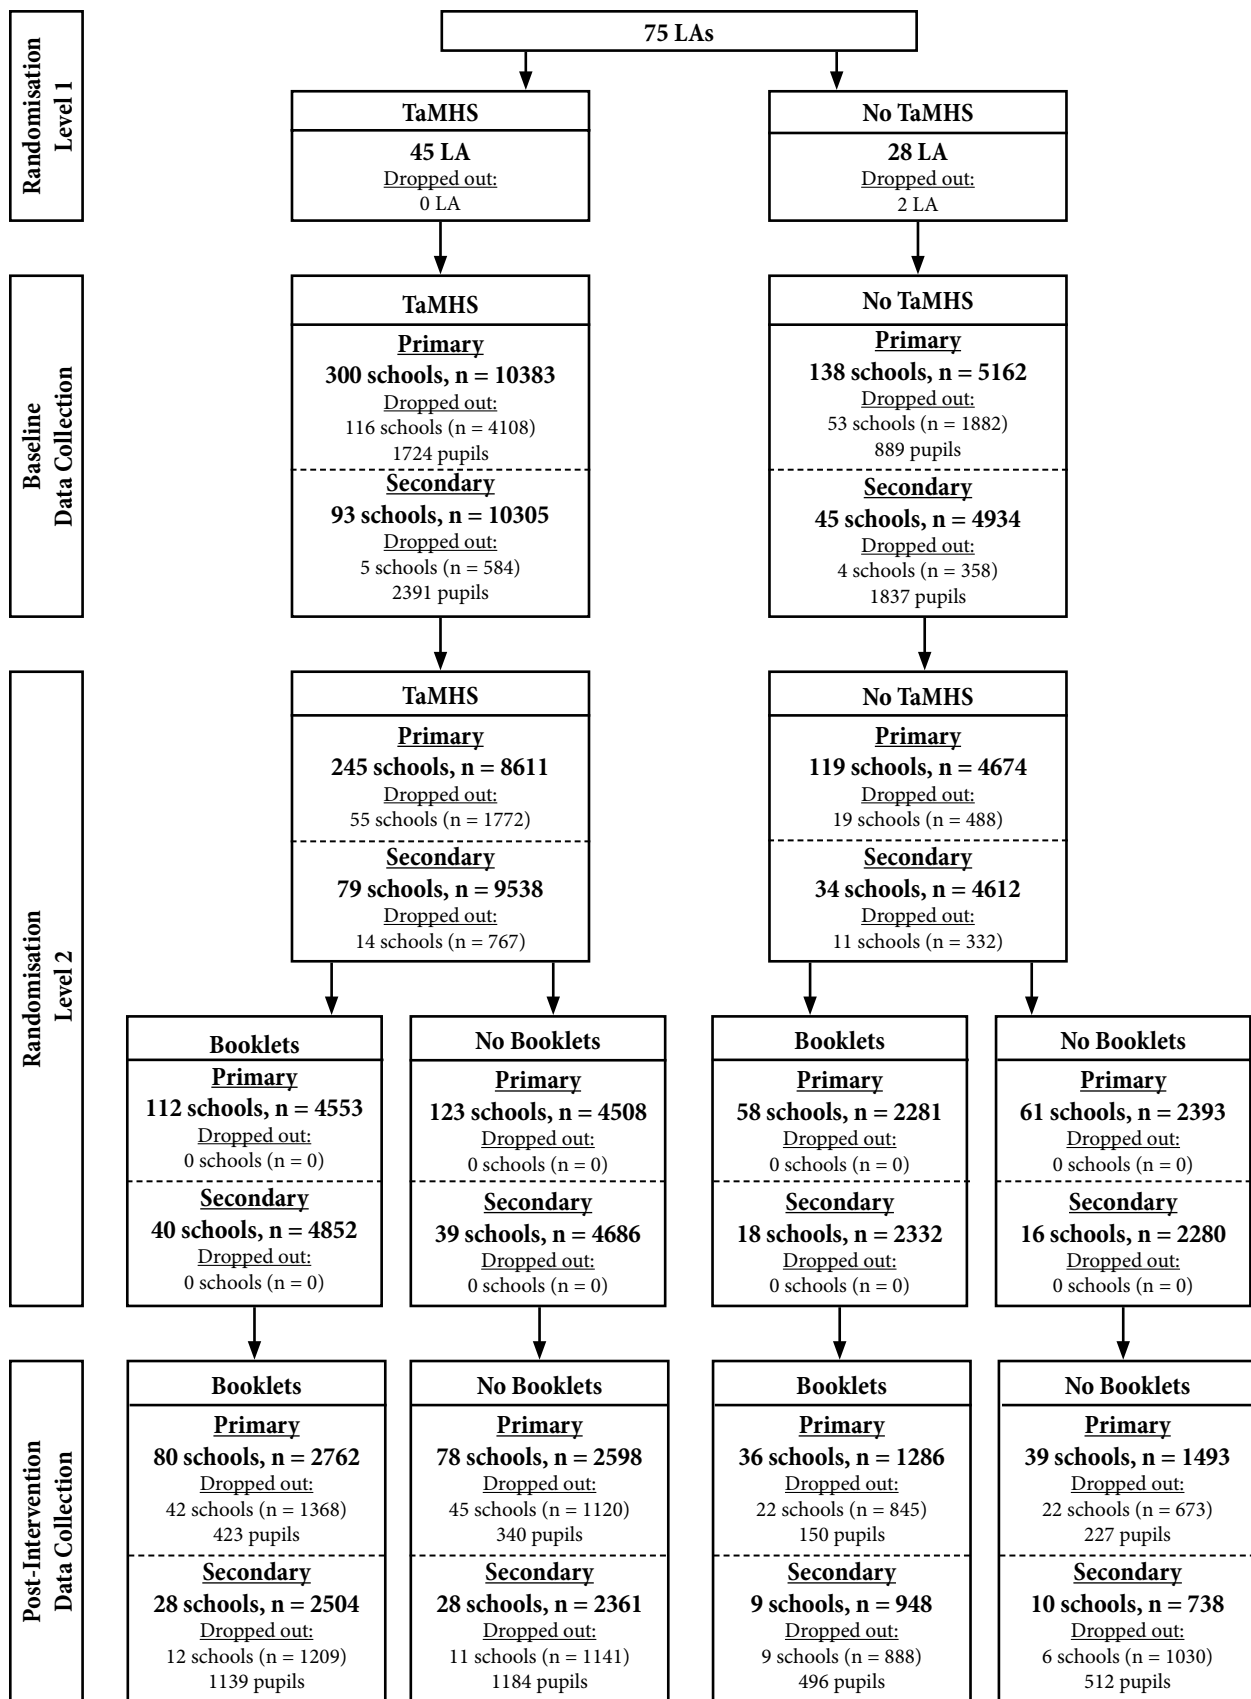 75 LAs
Randomisation
Level 1
TaMHS
45 LA
Dropped out:
0 LA
No TaMHS
28 LA
Dropped out:
2 LA
Baseline
Data Collection
TaMHS
Primary
300 schools, n = 10383
Dropped out:
116 schools (n = 4108)
1724 pupils
Secondary
93 schools, n = 10305
Dropped out:
5 schools (n = 584)
2391 pupils
No TaMHS
Primary
138 schools, n = 5162
Dropped out:
53 schools (n = 1882)
889 pupils
Secondary
45 schools, n = 4934
Dropped out:
4 schools (n = 358)
1837 pupils
Randomisation
Level 2
TaMHS
Primary
245 schools, n = 8611
Dropped out:
55 schools (n = 1772)
Secondary
79 schools, n = 9538
Dropped out:
14 schools (n = 767)
No TaMHS
Primary
119 schools, n = 4674
Dropped out:
19 schools (n = 488)
Secondary
34 schools, n = 4612
Dropped out:
11 schools (n = 332)
Booklets
Primary
112 schools, n = 4553
Dropped out:
0 schools (n = 0)
Secondary
40 schools, n = 4852
Dropped out:
0 schools (n = 0)
No Booklets
Primary
123 schools, n = 4508
Dropped out:
0 schools (n = 0)
Secondary
39 schools, n = 4686
Dropped out:
0 schools (n = 0)
Booklets
Primary
58 schools, n = 2281
Dropped out:
0 schools (n = 0)
Secondary
18 schools, n = 2332
Dropped out:
0 schools (n = 0)
No Booklets
Primary
61 schools, n = 2393
Dropped out:
0 schools (n = 0)
Secondary
16 schools, n = 2280
Dropped out:
0 schools (n = 0)
Post-Intervention
Data Collection
Booklets
Primary
80 schools, n = 2762
Dropped out:
42 schools (n = 1368)
423 pupils
Secondary
28 schools, n = 2504
Dropped out:
12 schools (n = 1209)
1139 pupils
No Booklets
Primary
78 schools, n = 2598
Dropped out:
45 schools (n = 1120)
340 pupils
Secondary
28 schools, n = 2361
Dropped out:
11 schools (n = 1141)
1184 pupils
Booklets
Primary
36 schools, n = 1286
Dropped out:
22 schools (n = 845)
150 pupils
Secondary
9 schools, n = 948
Dropped out:
9 schools (n = 888)
496 pupils
No Booklets
Primary
39 schools, n = 1493
Dropped out:
22 schools (n = 673)
227 pupils
Secondary
10 schools, n = 738
Dropped out:
6 schools (n = 1030)
512 pupils